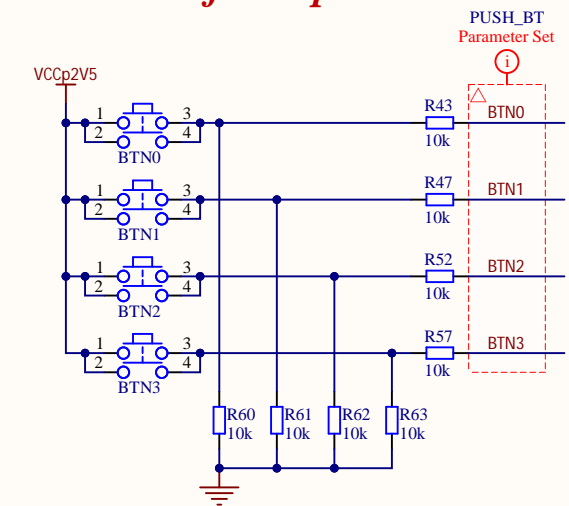 PUSH_BT
Parameter Set
i
VCCp2V5
1 3 R43 BTN0
2 4
BTN0 10k
1 3 R47 BTN1
2 4
BTN1 10k
1 3 R52 BTN2
2 4
BTN2 10k
1 3 R57 BTN3
2 4
BTN3 10k
R60 R61 R62 R63
10k 10k 10k 10k